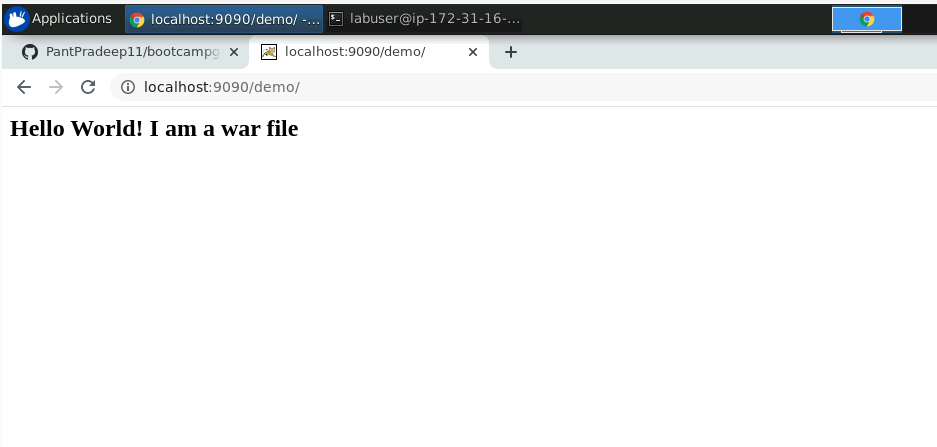 Applications localhost:9090/demo/ -... labuser@ip-172-31-16-...
PantPradeep11/bootcampg localhost:9090/demo/
localhost:9090/demo/
Hello World! I am a war file